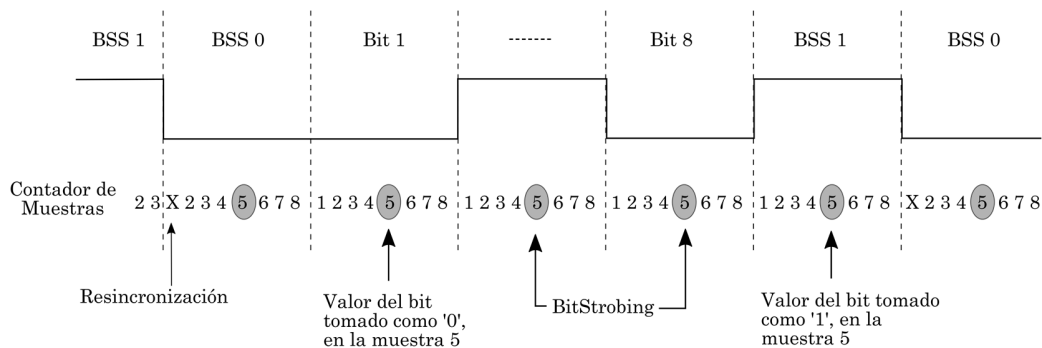 BSS 1 BSS 0 Bit 1 ------- Bit 8 BSS 1 BSS 0
Contador de
Muestras
2 3 X 2 3 4 5 6 7 8 1 2 3 4 5 6 7 8 1 2 3 4 5 6 7 8 1 2 3 4 5 6 7 8 1 2 3 4 5 6 7 8 X 2 3 4 5 6 7 8
Resincronización
Valor del bit
tomado como '0',
en la muestra 5
BitStrobing
Valor del bit tomado
como '1', en la
muestra 5